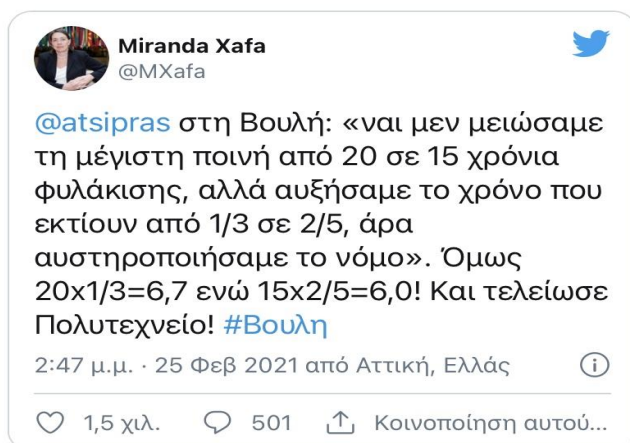 Miranda Xafa
@MXafa
@atsipras στη Βουλή: «ναι μεν μειώσαμε
τη μέγιστη ποινή από 20 σε 15 χρόνια
φυλάκισης, αλλά αυξήσαμε το χρόνο που
εκτίουν από 1/3 σε 2/5, άρα
αυστηροποιήσαμε το νόμο». Όμως
20x1/3=6,7 ενώ 15x2/5=6,0! Και τελείωσε
Πολυτεχνείο! #Βουλη
2:47 μ.μ. · 25 Φεβ 2021 από Αττική, Ελλάς
1,5 χιλ. 501 Κοινοποίηση αυτού...